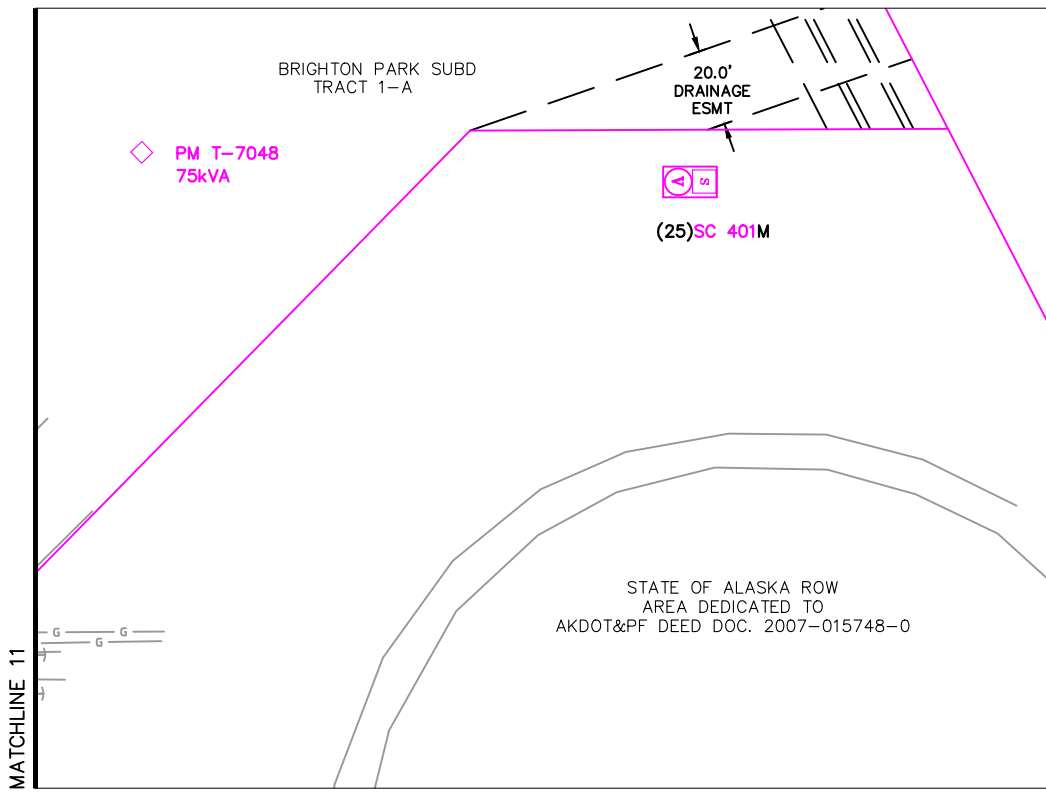 BRIGHTON PARK SUBD
TRACT 1-A
20.0'
DRAINAGE
ESMT
PM T-7048
75kVA
A S
(25)SC 401M
STATE OF ALASKA ROW
AREA DEDICATED TO
AKDOT&PF DEED DOC. 2007-015748-0
G G
G
MATCHLINE 11